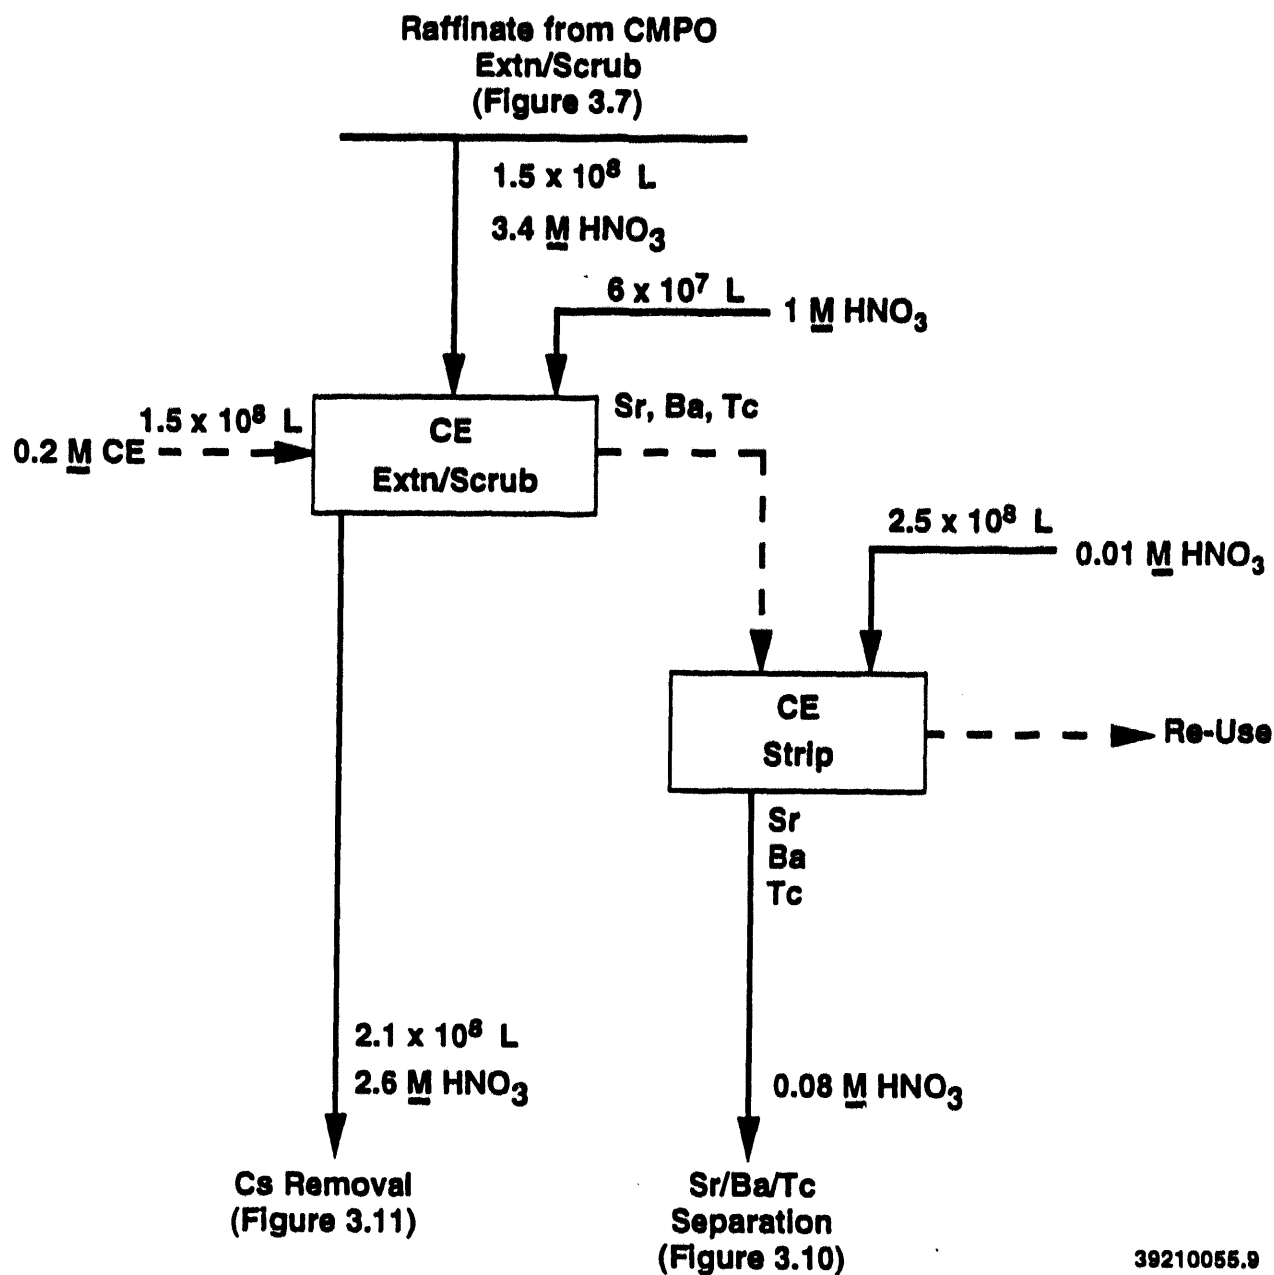 Raffinate from CMPO
Extn/Scrub
(Figure 3.7)
1.5 x 10⁸ L
3.4 M HNO₃
6 x 10⁷ L
1 M HNO₃
1.5 x 10⁸ L
0.2 M CE
CE
Extn/Scrub
Sr, Ba, Tc
2.5 x 10⁸ L
0.01 M HNO₃
CE
Strip
Re-Use
Sr
Ba
Tc
2.1 x 10⁸ L
2.6 M HNO₃
0.08 M HNO₃
Cs Removal
(Figure 3.11)
Sr/Ba/Tc
Separation
(Figure 3.10)
39210055.9